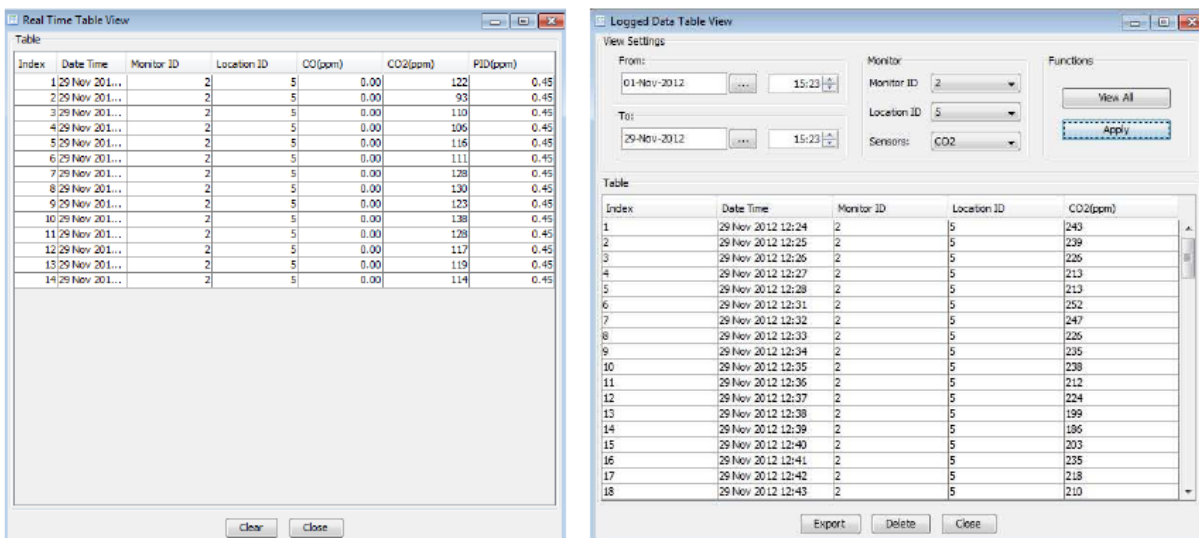 Real Time Table View
Table
Index Date Time Monitor ID Location ID CO(ppm) CO2(ppm) PID(ppm)
1 29 Nov 201... 2 5 0.00 122 0.45
2 29 Nov 201... 2 5 0.00 93 0.45
3 29 Nov 201... 2 5 0.00 110 0.45
4 29 Nov 201... 2 5 0.00 106 0.45
5 29 Nov 201... 2 5 0.00 116 0.45
6 29 Nov 201... 2 5 0.00 111 0.45
7 29 Nov 201... 2 5 0.00 128 0.45
8 29 Nov 201... 2 5 0.00 130 0.45
9 29 Nov 201... 2 5 0.00 123 0.45
10 29 Nov 201... 2 5 0.00 138 0.45
11 29 Nov 201... 2 5 0.00 128 0.45
12 29 Nov 201... 2 5 0.00 117 0.45
13 29 Nov 201... 2 5 0.00 119 0.45
14 29 Nov 201... 2 5 0.00 114 0.45
Clear Close
Logged Data Table View
View Settings
From: Monitor Functions
01-Nov-2012 ... 15:23 Monitor ID 2 View All
To: Location ID 5 Apply
29-Nov-2012 ... 15:23 Sensors: CO2
Table
Index Date Time Monitor ID Location ID CO2(ppm)
1 29 Nov 2012 12:24 2 5 243
2 29 Nov 2012 12:25 2 5 239
3 29 Nov 2012 12:26 2 5 226
4 29 Nov 2012 12:27 2 5 213
5 29 Nov 2012 12:28 2 5 213
6 29 Nov 2012 12:31 2 5 252
7 29 Nov 2012 12:32 2 5 247
8 29 Nov 2012 12:33 2 5 226
9 29 Nov 2012 12:34 2 5 235
10 29 Nov 2012 12:35 2 5 238
11 29 Nov 2012 12:36 2 5 212
12 29 Nov 2012 12:37 2 5 224
13 29 Nov 2012 12:38 2 5 199
14 29 Nov 2012 12:39 2 5 186
15 29 Nov 2012 12:40 2 5 203
16 29 Nov 2012 12:41 2 5 235
17 29 Nov 2012 12:42 2 5 218
18 29 Nov 2012 12:43 2 5 210
Export Delete Close